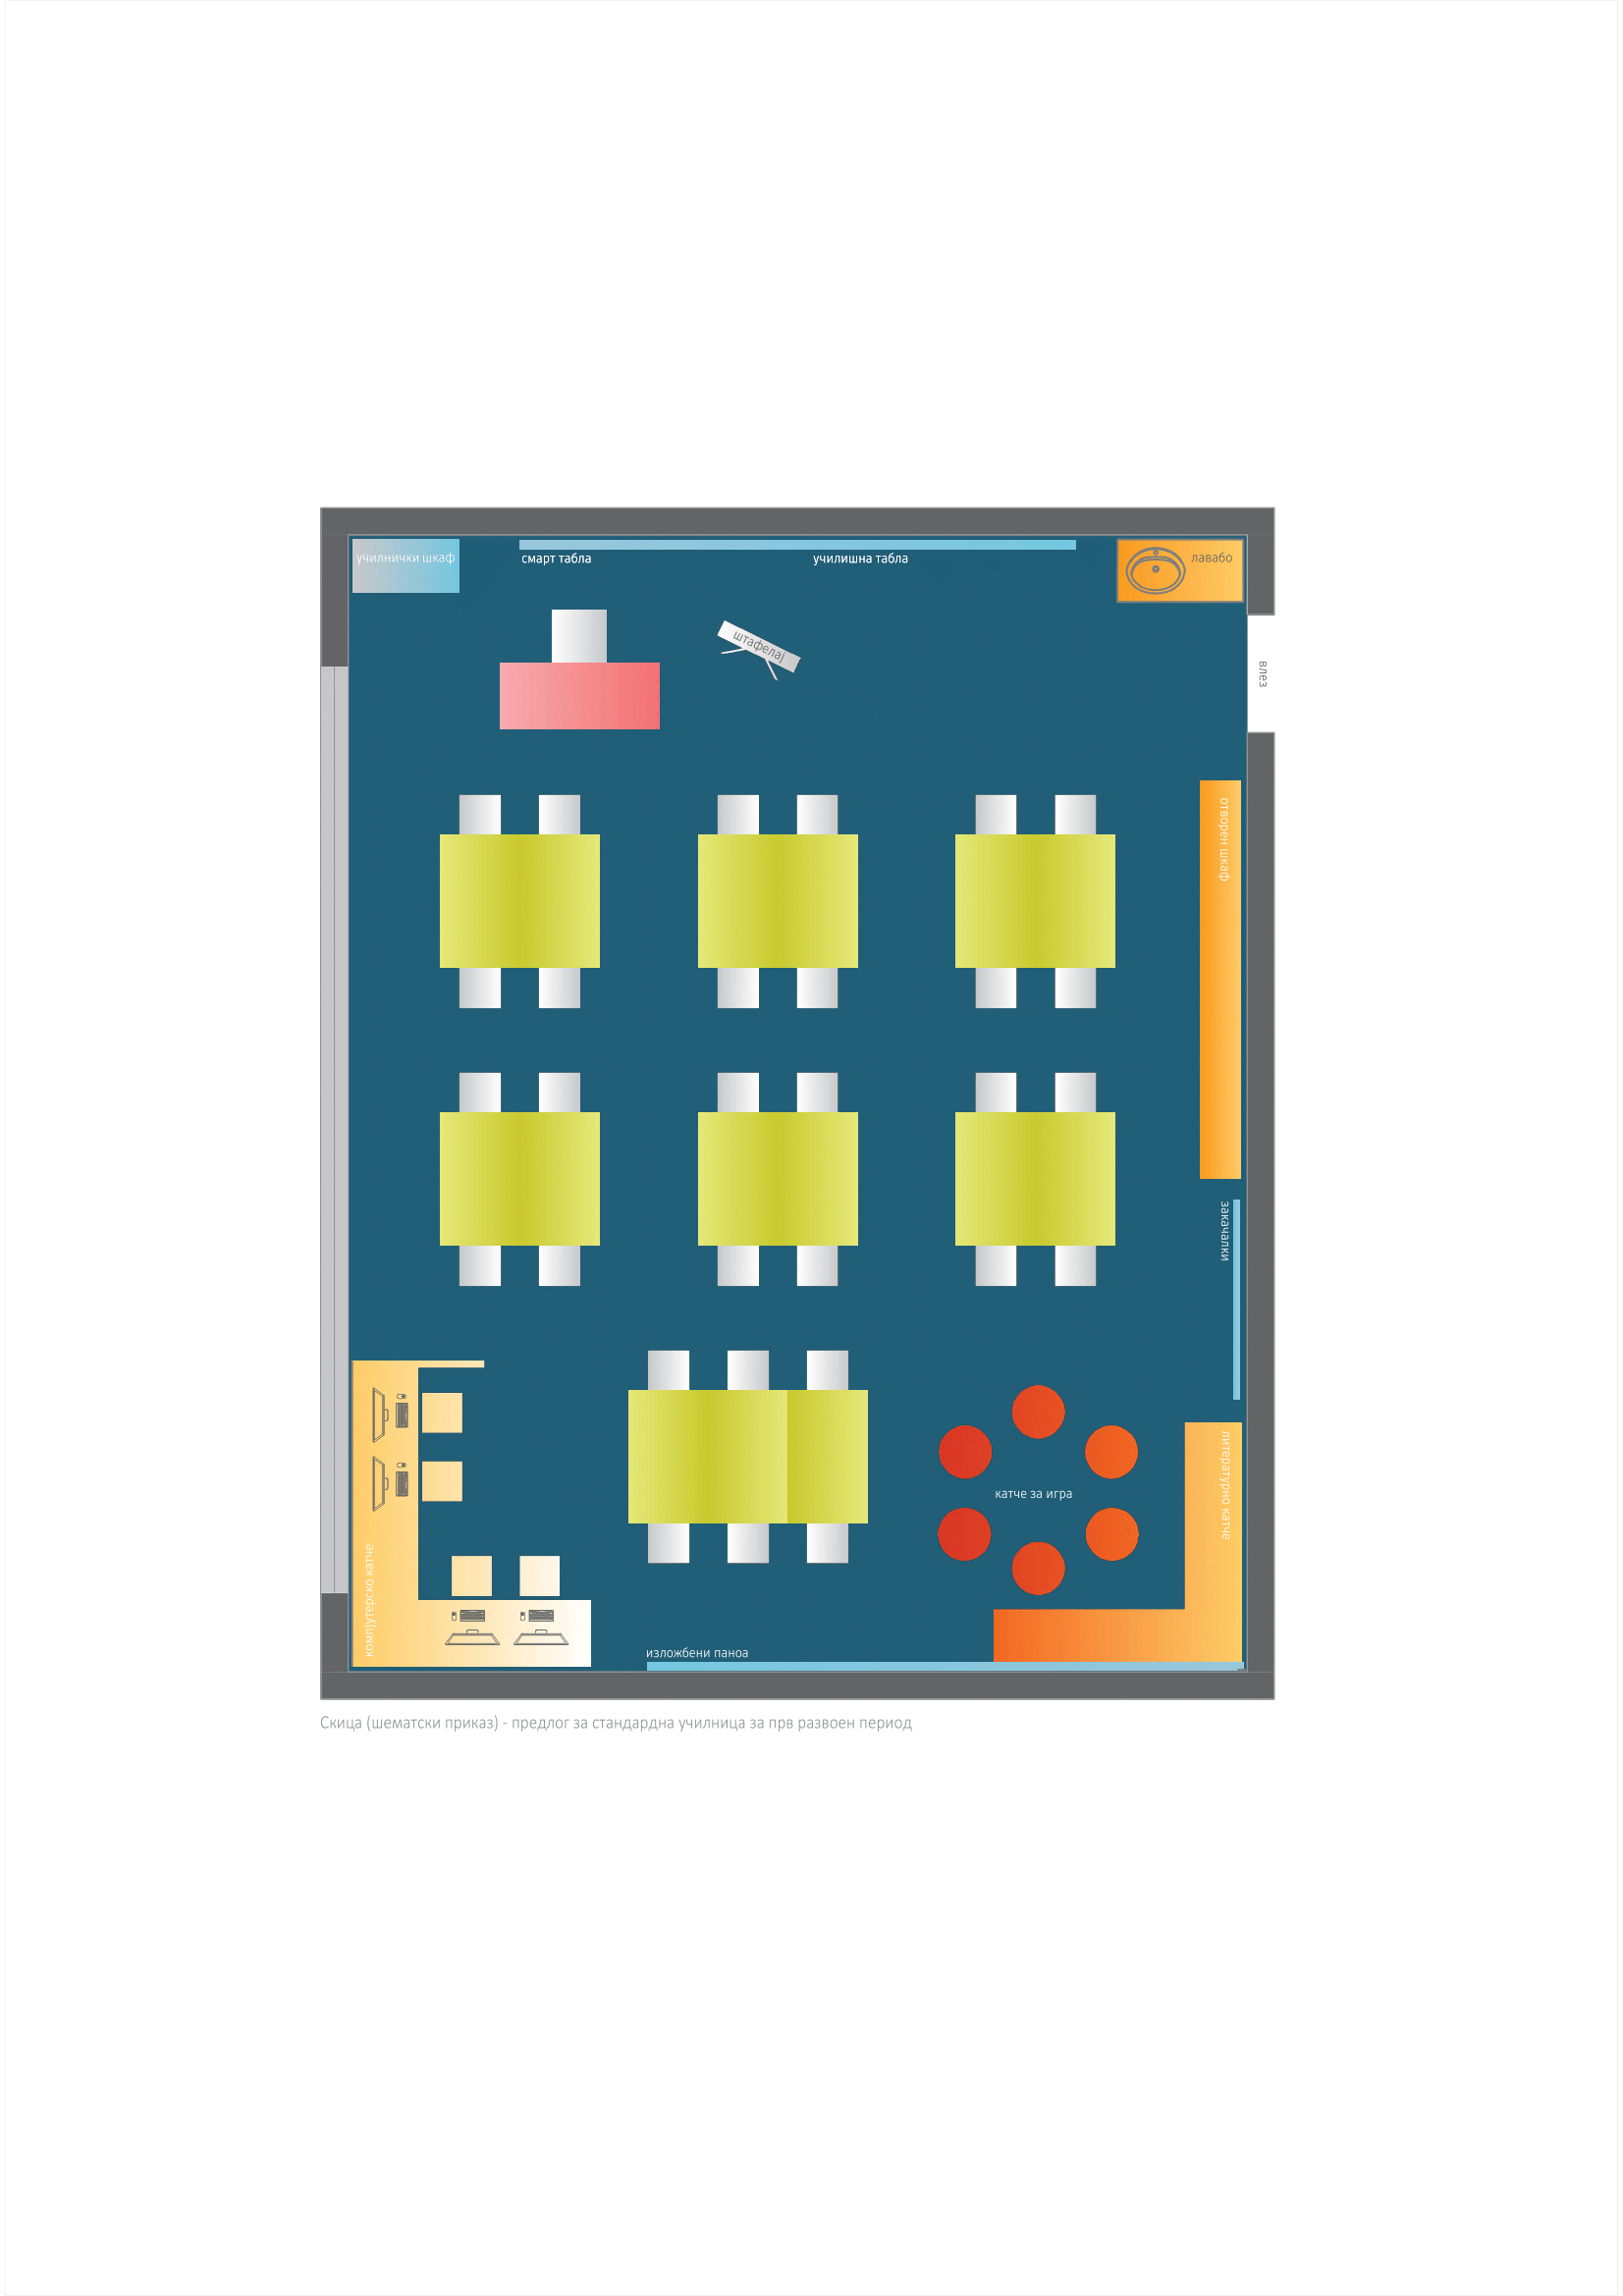 училнички шкаф
смарт табла
училишна табла
лавабо
штафелај
влез
отворен шкаф
закачалки
литературно катче
катче за игра
компјутерско катче
изложбени паноа
Скица (шематски приказ) - предлог за стандардна училница за прв развоен период